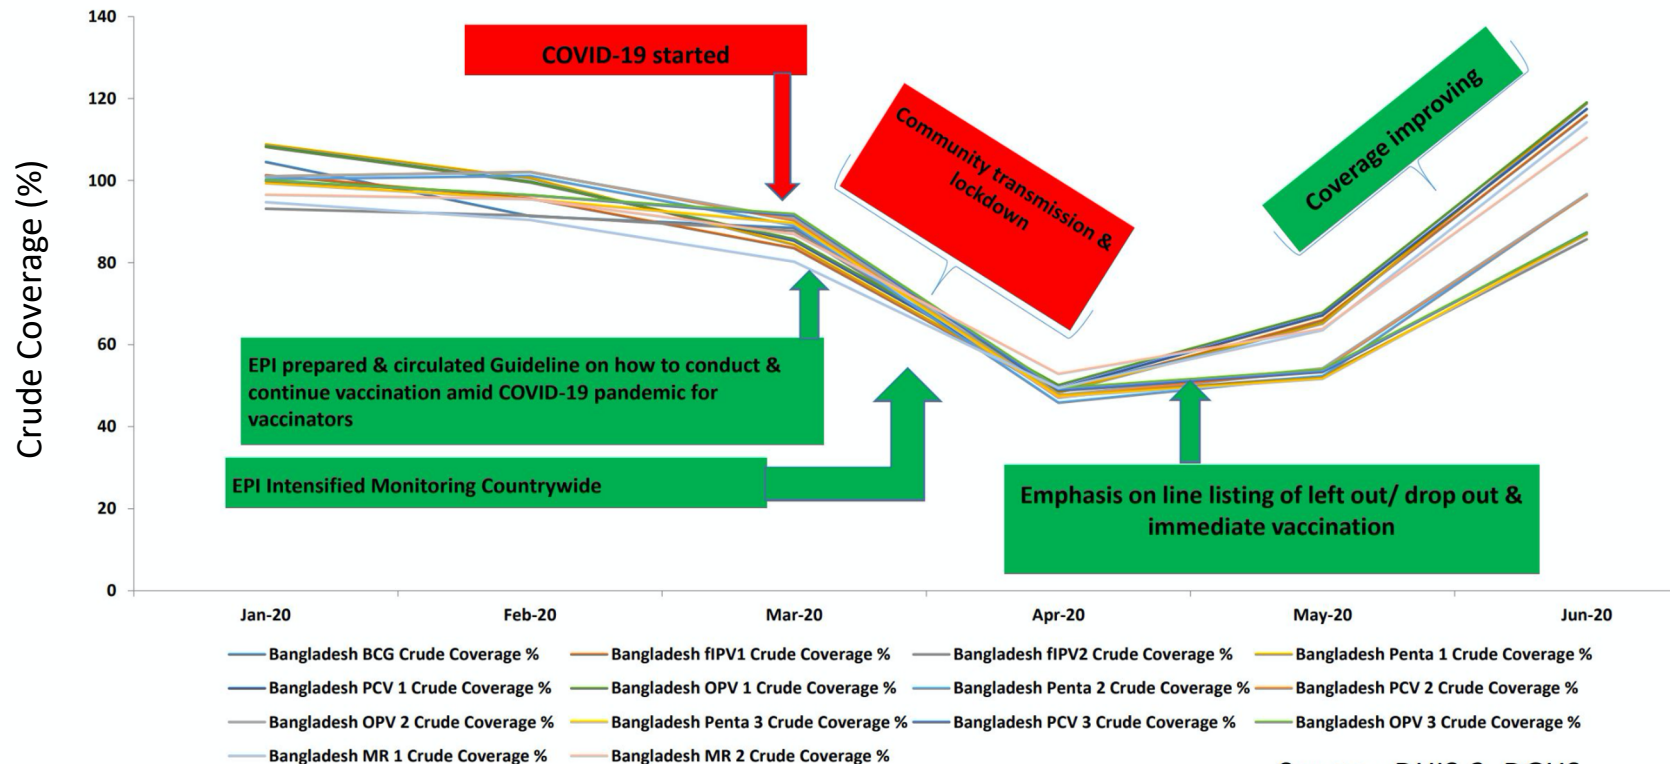 Crude Coverage (%)
140
120
100
80
60
40
20
0
COVID-19 started
Community transmission &
lockdown
Coverage improving
EPI prepared & circulated Guideline on how to conduct &
continue vaccination amid COVID-19 pandemic for
vaccinators
EPI Intensified Monitoring Countrywide
Emphasis on line listing of left out/ drop out &
immediate vaccination
Jan-20 Feb-20 Mar-20 Apr-20 May-20 Jun-20
Bangladesh BCG Crude Coverage % Bangladesh fIPV1 Crude Coverage % Bangladesh fIPV2 Crude Coverage % Bangladesh Penta 1 Crude Coverage %
Bangladesh PCV 1 Crude Coverage % Bangladesh OPV 1 Crude Coverage % Bangladesh Penta 2 Crude Coverage % Bangladesh PCV 2 Crude Coverage %
Bangladesh OPV 2 Crude Coverage % Bangladesh Penta 3 Crude Coverage % Bangladesh PCV 3 Crude Coverage % Bangladesh OPV 3 Crude Coverage %
Bangladesh MR 1 Crude Coverage % Bangladesh MR 2 Crude Coverage %